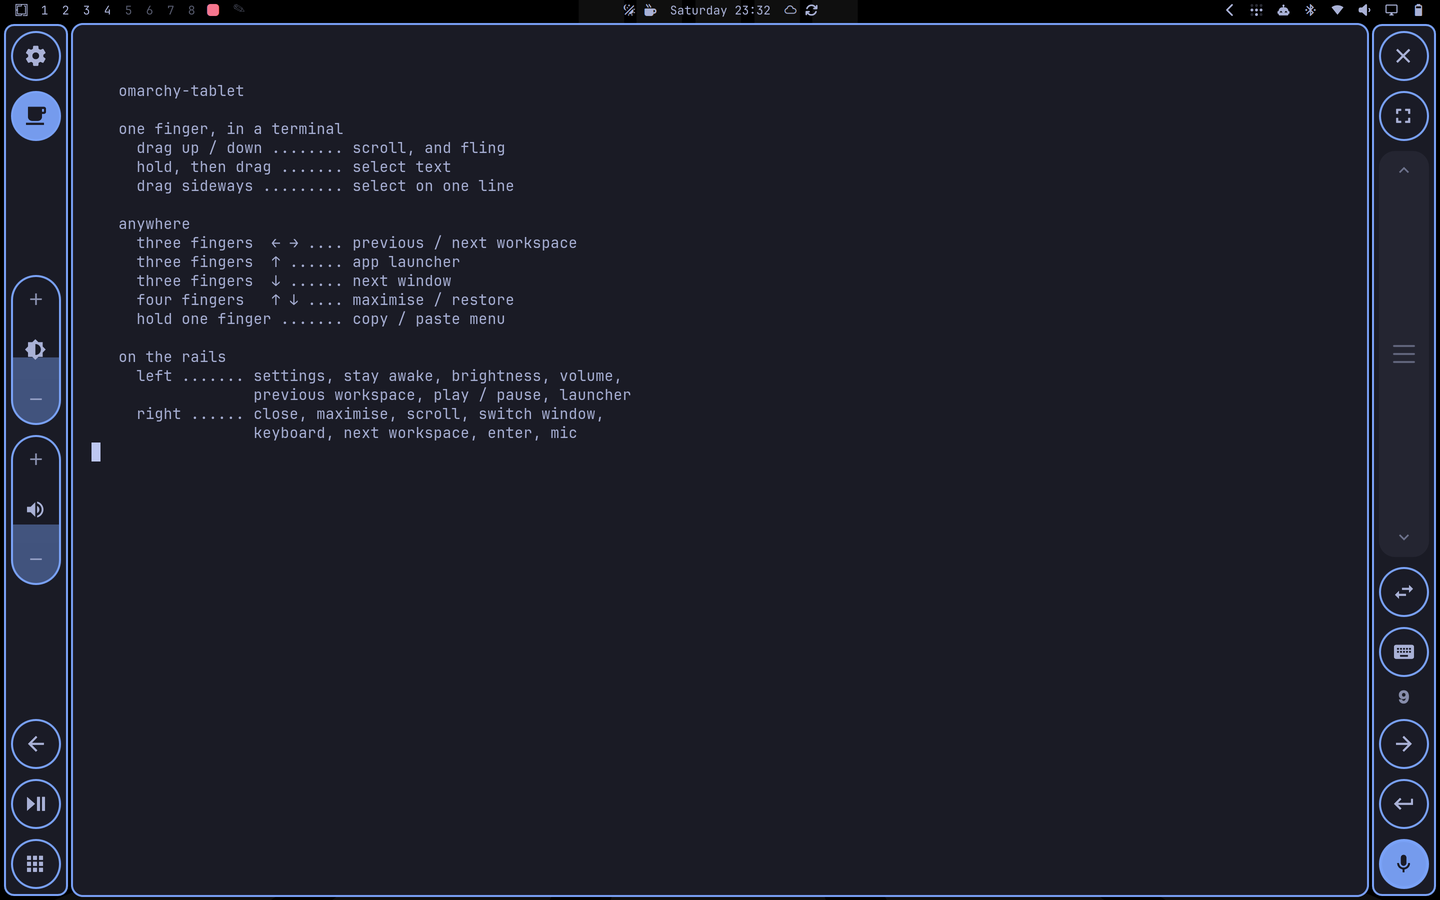 1 2 3 4 5 6 7 8
Saturday 23:32
omarchy-tablet
one finger, in a terminal
drag up / down ........ scroll, and fling
hold, then drag ....... select text
drag sideways ......... select on one line
anywhere
three fingers ← → .... previous / next workspace
three fingers ↑ ...... app launcher
three fingers ↓ ...... next window
four fingers ↑ ↓ .... maximise / restore
hold one finger ....... copy / paste menu
on the rails
left ....... settings, stay awake, brightness, volume,
previous workspace, play / pause, launcher
right ...... close, maximise, scroll, switch window,
keyboard, next workspace, enter, mic
9